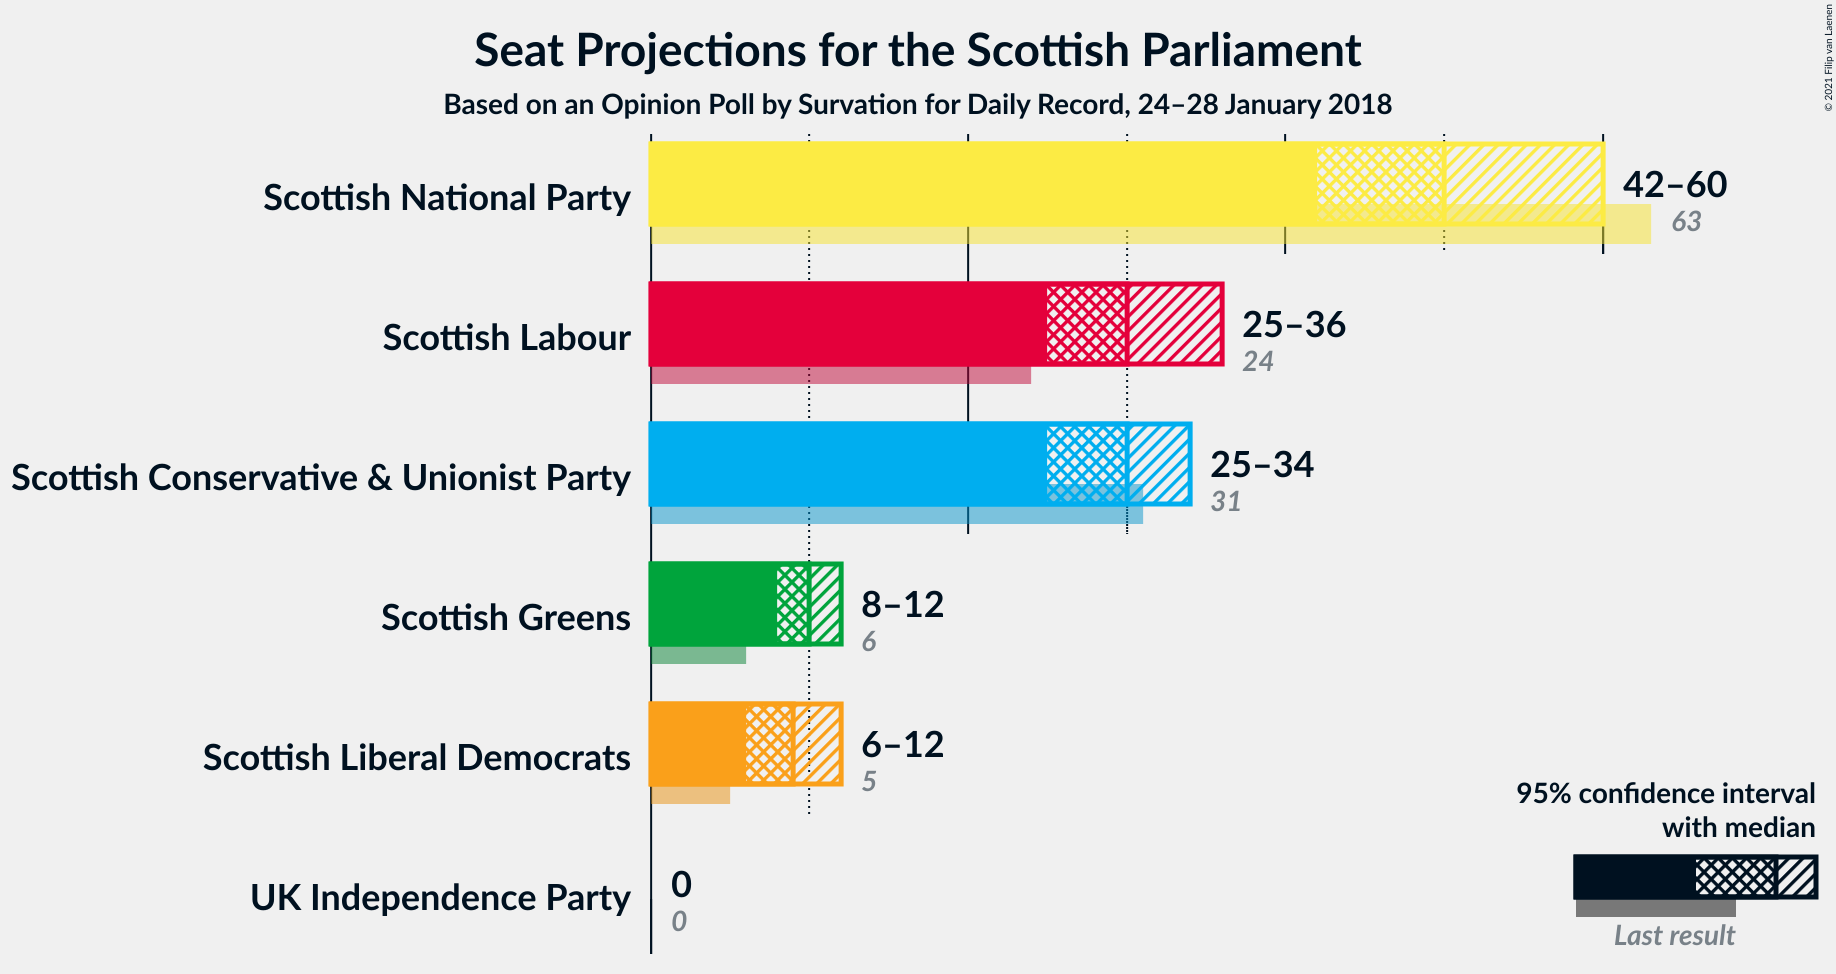 Seat Projections for the Scottish Parliament
Based on an Opinion Poll by Survation for Daily Record, 24–28 January 2018
© 2021 Filip van Laenen
Scottish National Party
42–60
63
Scottish Labour
25–36
24
Scottish Conservative & Unionist Party
25–34
31
Scottish Greens
8–12
6
Scottish Liberal Democrats
6–12
5
UK Independence Party
0
0
95% confidence interval
with median
Last result